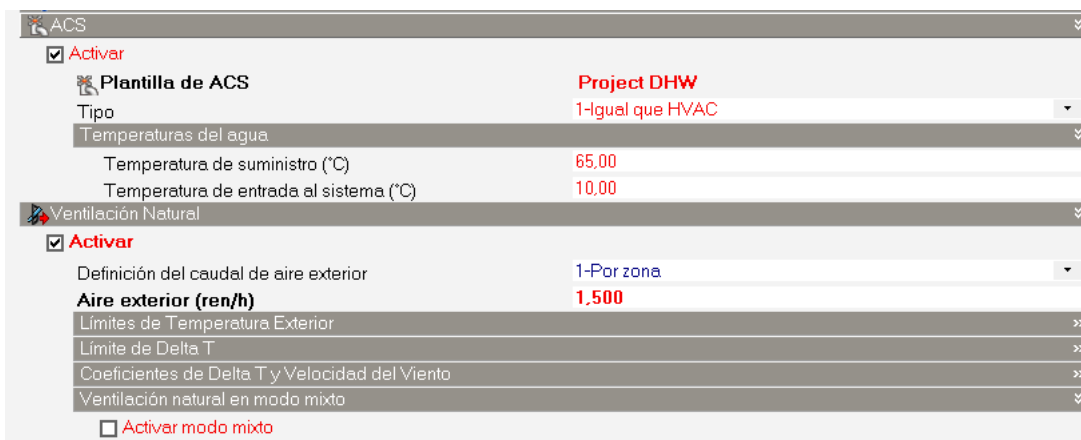 ACS
Activar
Plantilla de ACS Project DHW
Tipo 1-Igual que HVAC
Temperaturas del agua
Temperatura de suministro (°C) 65,00
Temperatura de entrada al sistema (°C) 10,00
Ventilación Natural
Activar
Definición del caudal de aire exterior 1-Por zona
Aire exterior (ren/h) 1,500
Límites de Temperatura Exterior
Límite de Delta T
Coeficientes de Delta T y Velocidad del Viento
Ventilación natural en modo mixto
Activar modo mixto